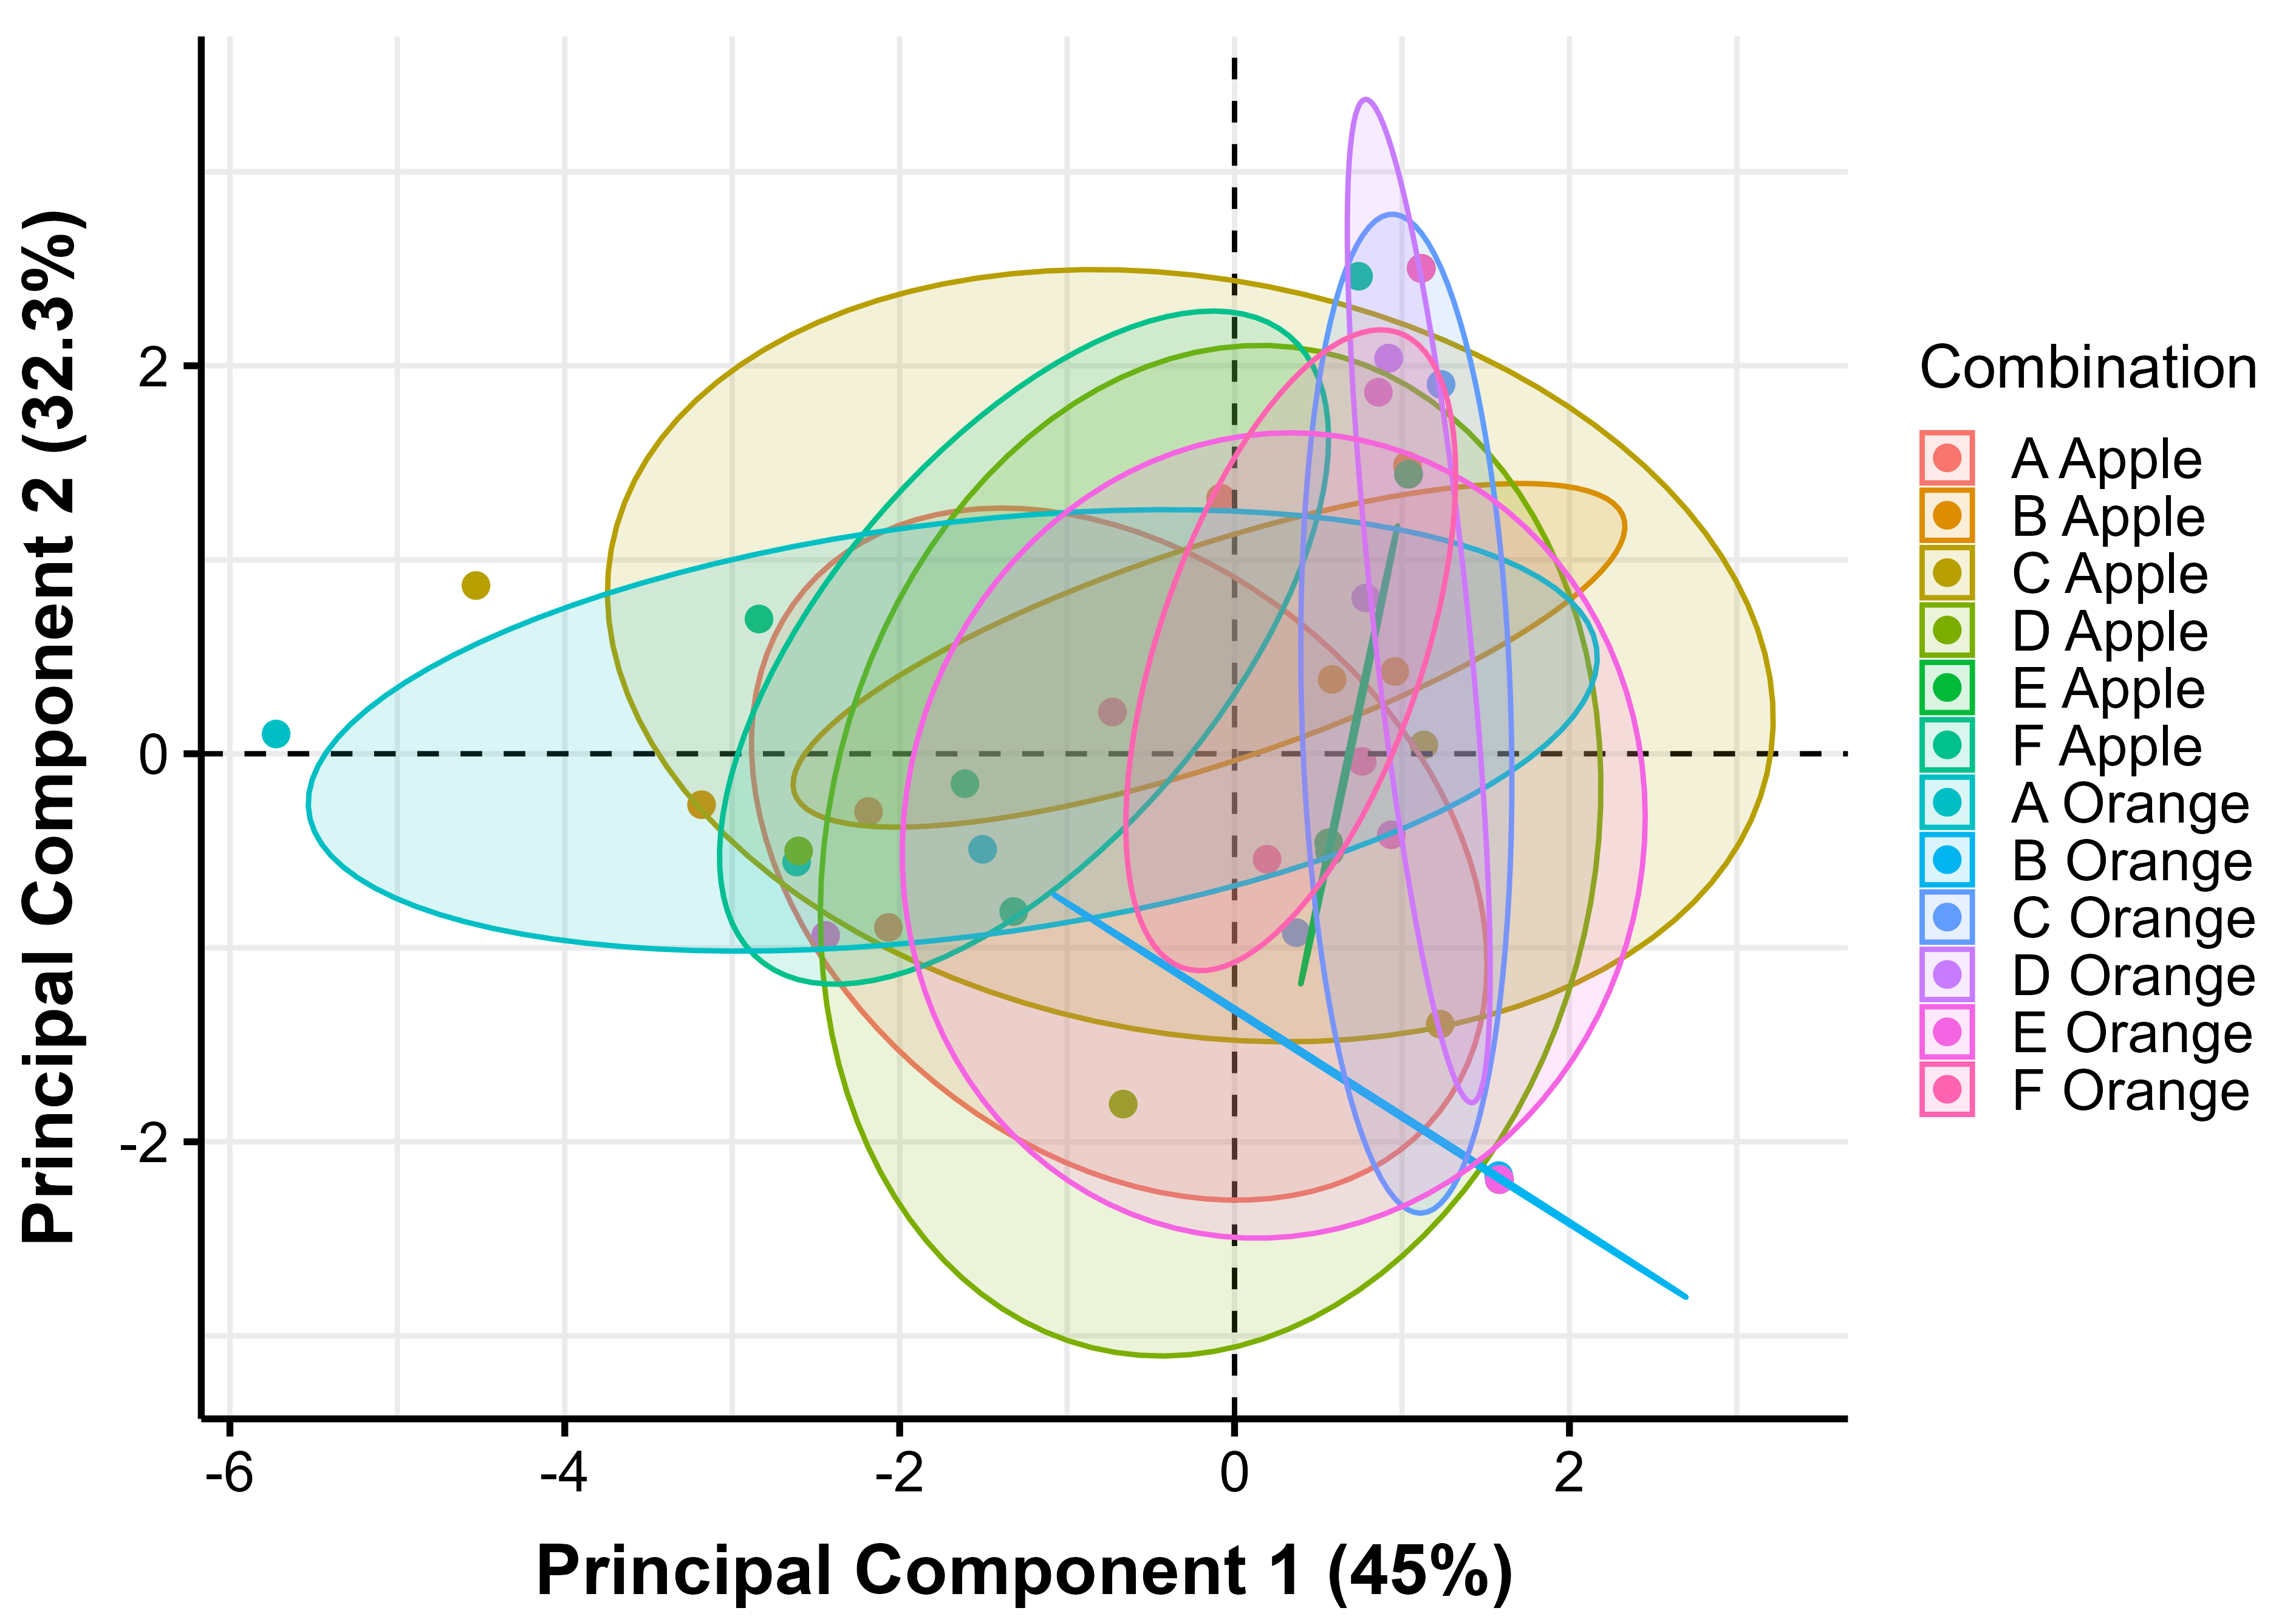 Principal Component 2 (32.3%)
2
0
-2
-6
-4
-2
0
2
Principal Component 1 (45%)
Combination
A Apple
B Apple
C Apple
D Apple
E Apple
F Apple
A Orange
B Orange
C Orange
D Orange
E Orange
F Orange